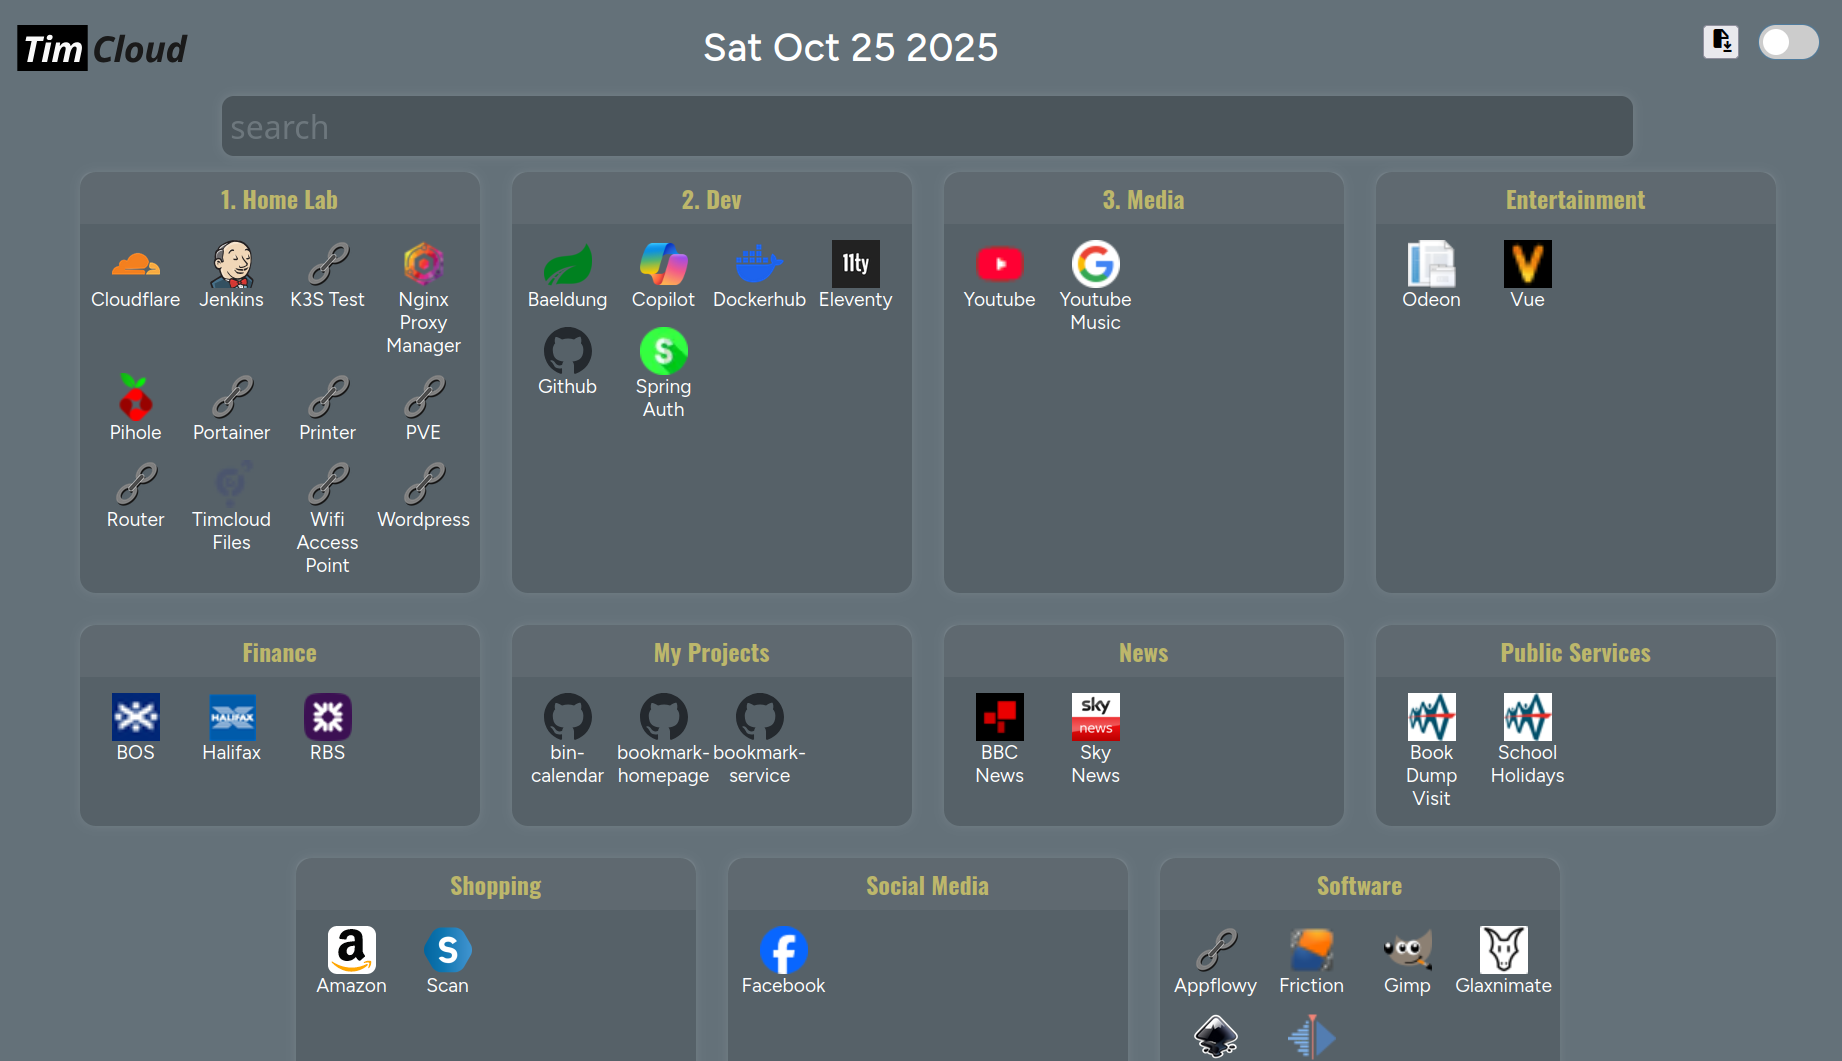 Tim Cloud
Sat Oct 25 2025
search
1. Home Lab
Cloudflare
Jenkins
K3S Test
Nginx
Proxy
Manager
Pihole
Portainer
Printer
PVE
Router
Timcloud
Files
Wifi
Access
Point
Wordpress
2. Dev
Baeldung
Copilot
Dockerhub
11ty
Eleventy
Github
S
Spring
Auth
3. Media
Youtube
Youtube
Music
Entertainment
Odeon
Vue
Finance
BOS
HALIFAX
Halifax
RBS
My Projects
bin-
calendar
bookmark-
homepage
bookmark-
service
News
BBC
News
sky
news
Sky
News
Public Services
Book
Dump
Visit
School
Holidays
Shopping
Amazon
S
Scan
Social Media
Facebook
Software
Appflowy
Friction
Gimp
Glaxnimate